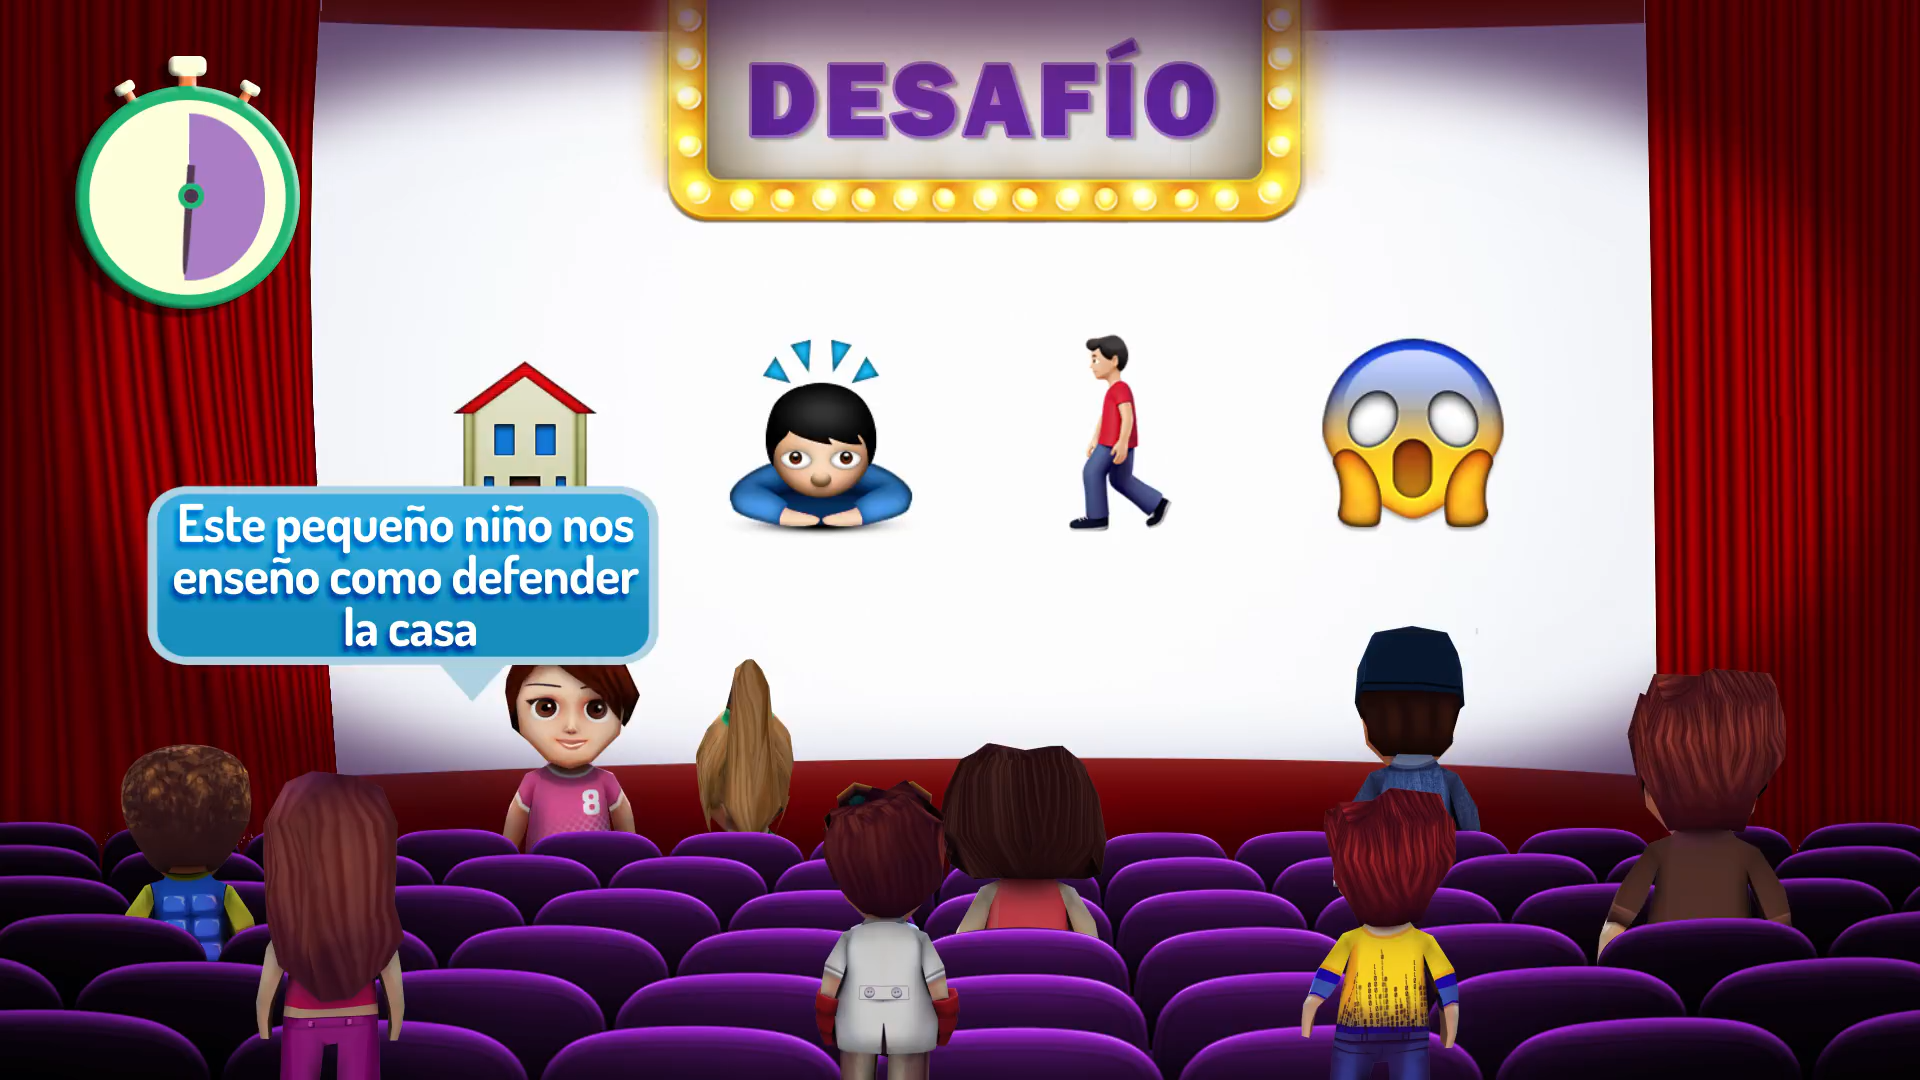 DESAFÍO
Este pequeño niño nos
enseño como defender
la casa
8